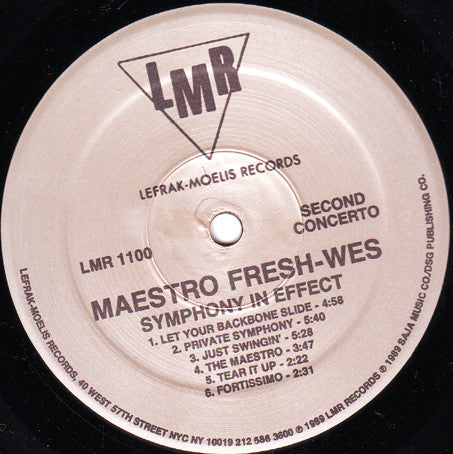 LMR
LEFRAK-MOELIS RECORDS
SECOND
CONCERTO
LMR 1100
MAESTRO FRESH-WES
SYMPHONY IN EFFECT
1. LET YOUR BACKBONE SLIDE - 4:58
2. PRIVATE SYMPHONY - 5:40
3. JUST SWINGIN' - 5:28
4. THE MAESTRO - 3:47
5. TEAR IT UP - 2:22
6. FORTISSIMO - 2:31
LEFRAK-MOELIS RECORDS, 40 WEST 57TH STREET NYC NY 10019 212 586 3600 ℗ 1989 LMR RECORDS © 1989 SAJA MUSIC CO./DSG PUBLISHING CO.